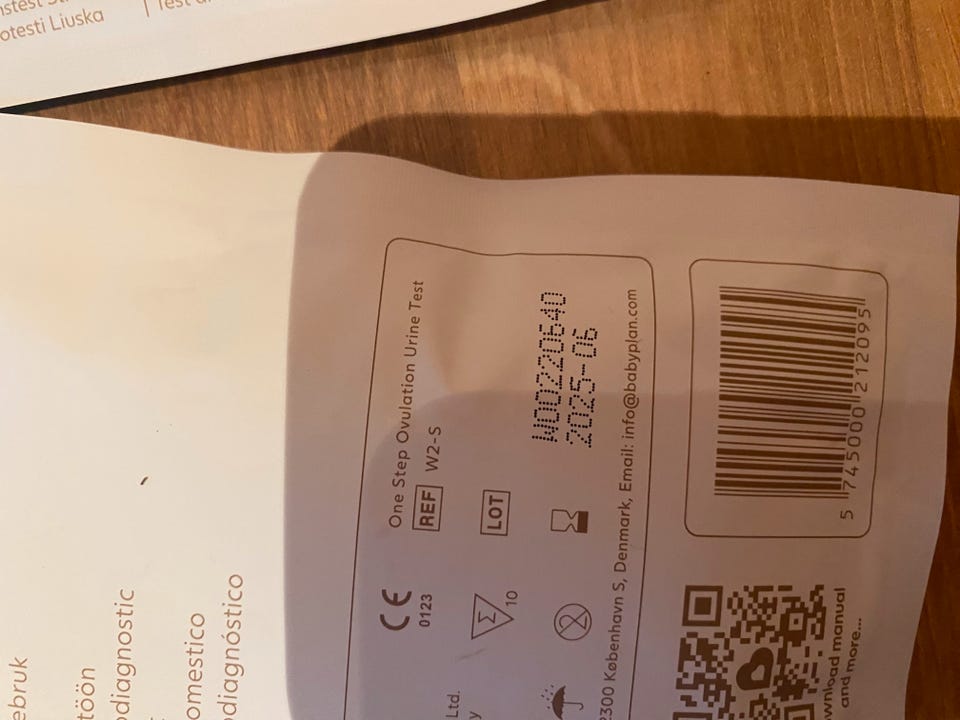 otesti Liuska
ebruk
töön
odiagnostic
omestico
odiagnóstico
One Step Ovulation Urine Test
CE
0123
REF W2-S
10
LOT W00220640
2025-06
2300 København S, Denmark, Email: info@babyplan.com
Ltd.
5 745000 212095
wnload manual
and more...